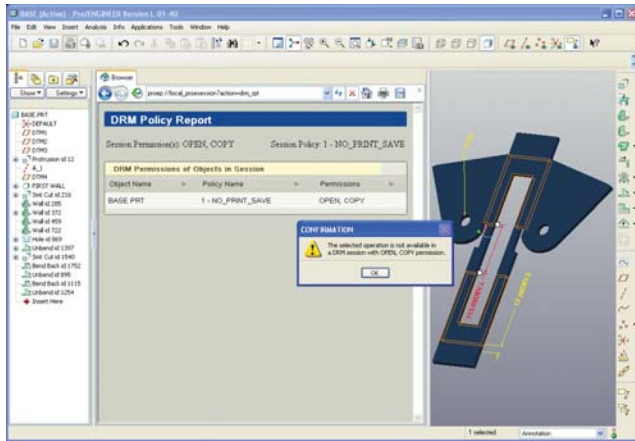 BASE (Active) - Pro/ENGINEER Version L-01-40
File Edit View Insert Analysis Info Applications Tools Window Help
Show Settings
BASE.PRT
DEFAULT
DTM1
DTM2
DTM3
Protrusion id 12
A_1
DTM4
FIRST WALL
Smt Cut id 216
Wall id 285
Wall id 372
Wall id 459
Wall id 722
Hole id 869
Unbend id 1397
Smt Cut id 1540
Bend Back id 1752
Unbend id 895
Bend Back id 1115
Unbend id 1254
Insert Here
Browser
DRM Policy Report
Session Permission(s): OPEN, COPY Session Policy: 1 - NO_PRINT_SAVE
DRM Permissions of Objects in Session
Object Name Policy Name Permissions
BASE.PRT 1 - NO_PRINT_SAVE OPEN, COPY
CONFIRMATION
The selected operation is not available in
a DRM session with OPEN, COPY permission.
OK
1 selected Annotation